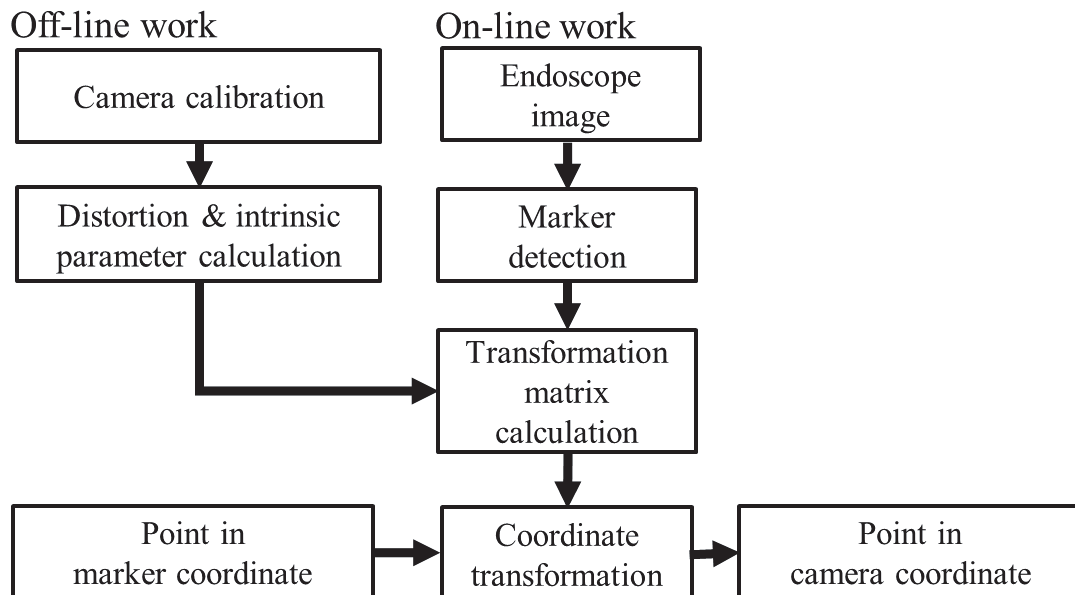 Off-line work
On-line work
Camera calibration
Endoscope
image
Distortion & intrinsic
parameter calculation
Marker
detection
Transformation
matrix
calculation
Point in
marker coordinate
Coordinate
transformation
Point in
camera coordinate